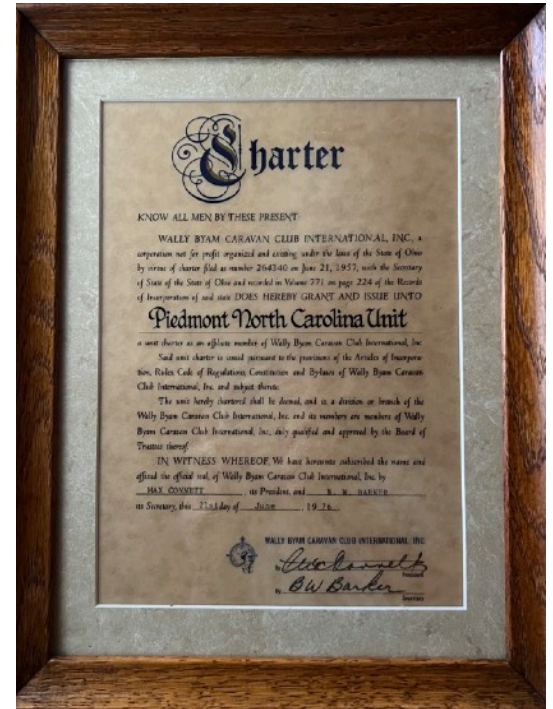 Charter
KNOW ALL MEN BY THESE PRESENT
WALLY BYAM CARAVAN CLUB INTERNATIONAL, INC., a
corporation not for profit organized and existing under the laws of the State of Ohio
by virtue of charter filed as number 264340 on June 21, 1957, with the Secretary
of State of the State of Ohio and recorded in Volume 771 on page 224 of the Records
of Incorporation of said state DOES HEREBY GRANT AND ISSUE UNTO
Piedmont North Carolina Unit
a unit charter as an affiliate member of Wally Byam Caravan Club International, Inc.
Said unit charter is issued pursuant to the provisions of the Articles of Incorpora-
tion, Rules Code of Regulations, Constitution and By-laws of Wally Byam Caravan
Club International, Inc. and subject thereto.
The unit hereby chartered shall be deemed, and is, a division or branch of the
Wally Byam Caravan Club International, Inc. and its members are members of Wally
Byam Caravan Club International, Inc., duly qualified and approved by the Board of
Trustees thereof.
IN WITNESS WHEREOF, We have hereunto subscribed the name and
affixed the official seal, of Wally Byam Caravan Club International, Inc. by
MAX CONNETT, its President, and B. W. BARKER
its Secretary, this 21st day of June, 1976
WALLY BYAM CARAVAN CLUB INTERNATIONAL, INC.
By
President
By B W Barker
Secretary